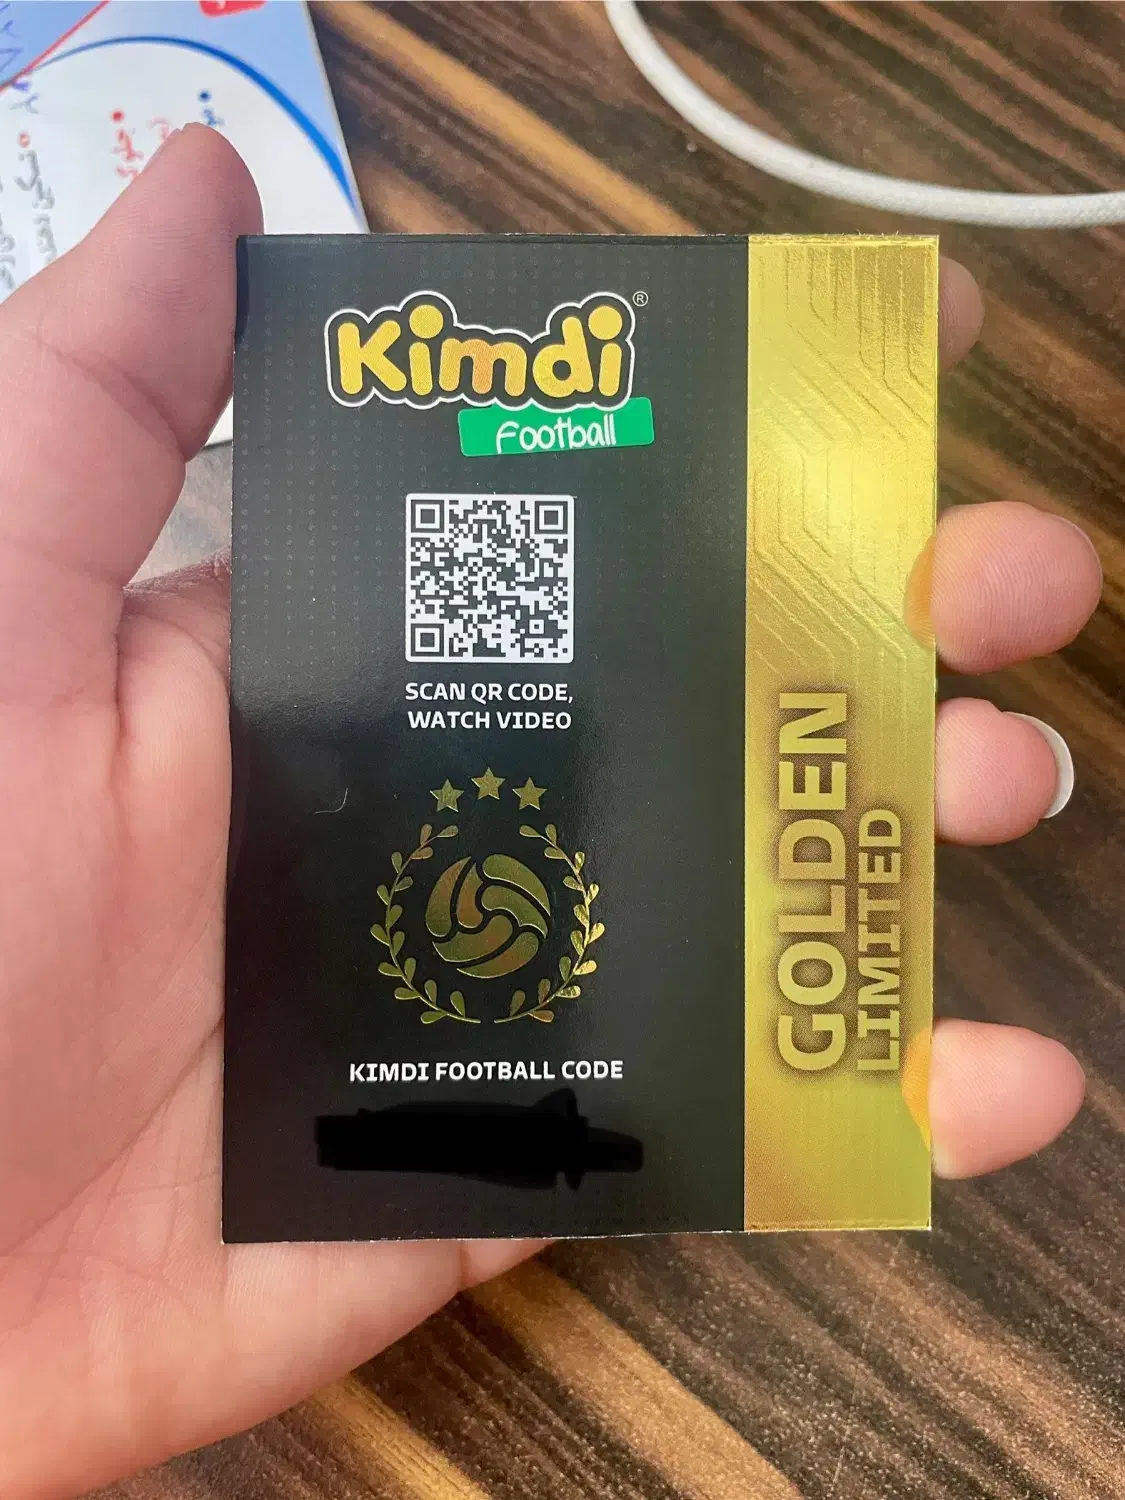 Kimdi®
Football
SCAN QR CODE,
WATCH VIDEO
KIMDI FOOTBALL CODE
GOLDEN
LIMITED